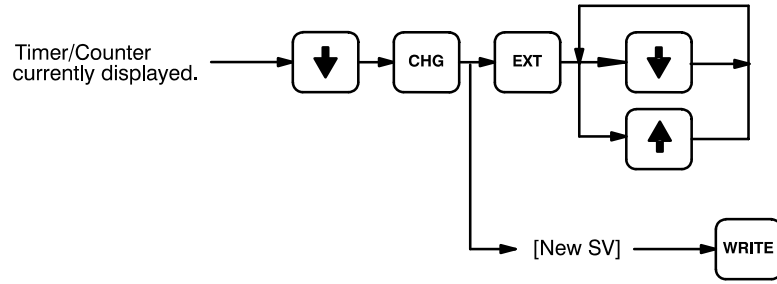 Timer/Counter
currently displayed.
CHG
EXT
[New SV]
WRITE